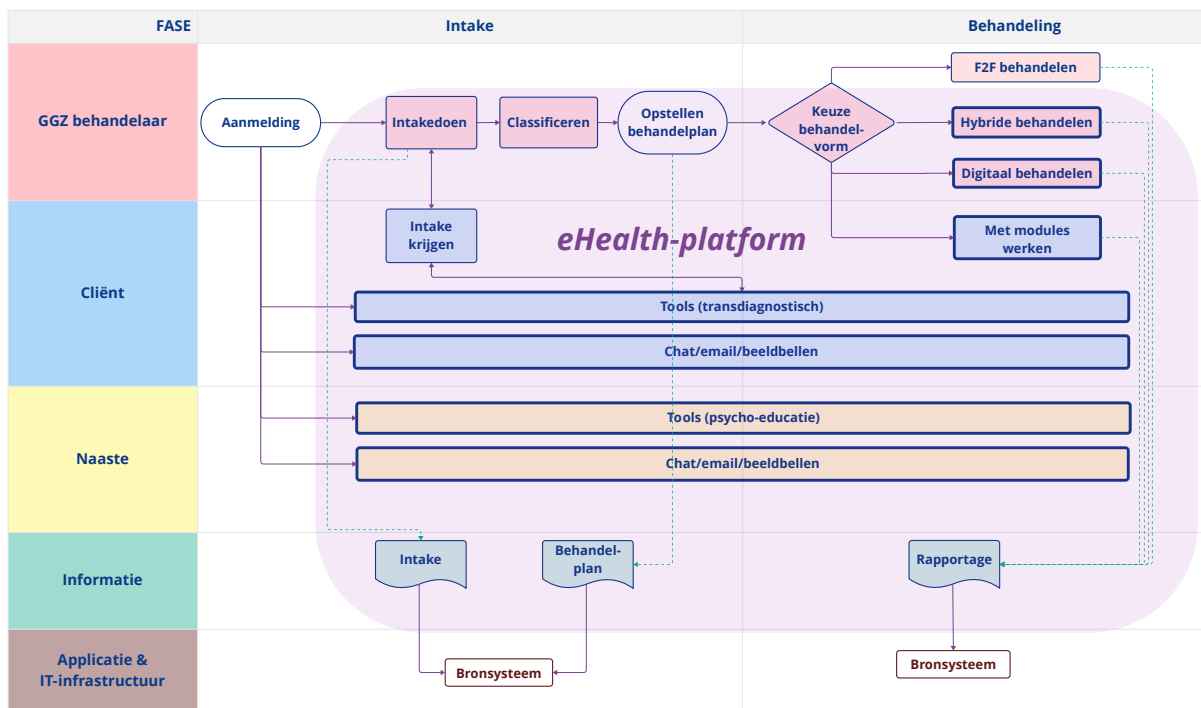 FASE
Intake
Behandeling
GGZ behandelaar
Aanmelding
Intakedoen
Classificeren
Opstellen
behandelplan
Keuze
behandel-
vorm
F2F behandelen
Hybride behandelen
Digitaal behandelen
Cliënt
Intake
krijgen
eHealth-platform
Met modules
werken
Tools (transdiagnostisch)
Chat/email/beeldbellen
Naaste
Tools (psycho-educatie)
Chat/email/beeldbellen
Informatie
Intake
Behandel-
plan
Rapportage
Applicatie &
IT-infrastructuur
Bronsysteem
Bronsysteem